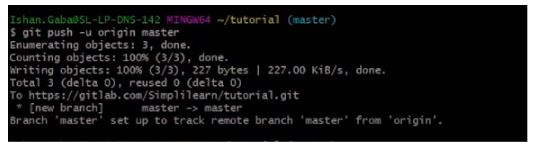 Ishan.Gaba@SL-LP-DNS-142 MINGW64 ~/tutorial (master)
$ git push -u origin master
Enumerating objects: 3, done.
Counting objects: 100% (3/3), done.
Writing objects: 100% (3/3), 227 bytes | 227.00 KiB/s, done.
Total 3 (delta 0), reused 0 (delta 0)
To https://gitlab.com/Simplilearn/tutorial.git
 * [new branch]      master -> master
Branch 'master' set up to track remote branch 'master' from 'origin'.